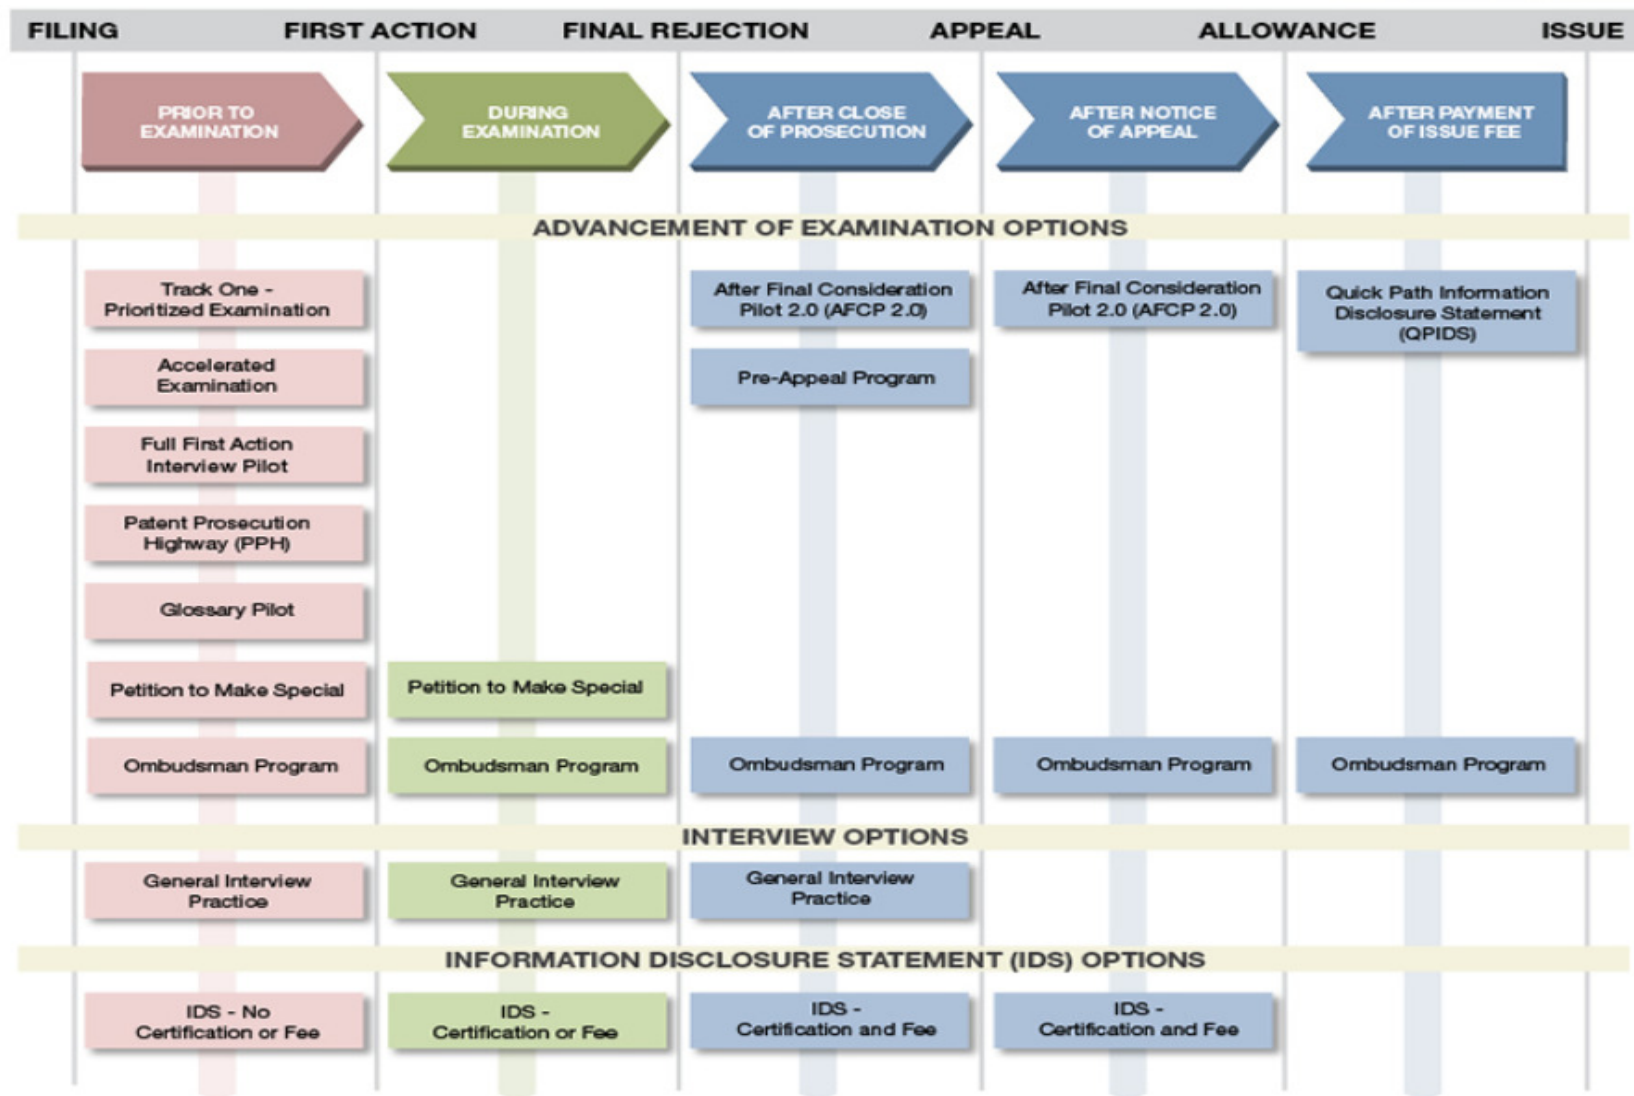 FILING FIRST ACTION FINAL REJECTION APPEAL ALLOWANCE ISSUE
PRIOR TO
EXAMINATION
DURING
EXAMINATION
AFTER CLOSE
OF PROSECUTION
AFTER NOTICE
OF APPEAL
AFTER PAYMENT
OF ISSUE FEE
ADVANCEMENT OF EXAMINATION OPTIONS
Track One -
Prioritized Examination
After Final Consideration
Pilot 2.0 (AFCP 2.0)
After Final Consideration
Pilot 2.0 (AFCP 2.0)
Quick Path Information
Disclosure Statement
(QPIDS)
Accelerated
Examination
Pre-Appeal Program
Full First Action
Interview Pilot
Patent Prosecution
Highway (PPH)
Glossary Pilot
Petition to Make Special
Petition to Make Special
Ombudsman Program
Ombudsman Program
Ombudsman Program
Ombudsman Program
Ombudsman Program
INTERVIEW OPTIONS
General Interview
Practice
General Interview
Practice
General Interview
Practice
INFORMATION DISCLOSURE STATEMENT (IDS) OPTIONS
IDS - No
Certification or Fee
IDS -
Certification or Fee
IDS -
Certification and Fee
IDS -
Certification and Fee